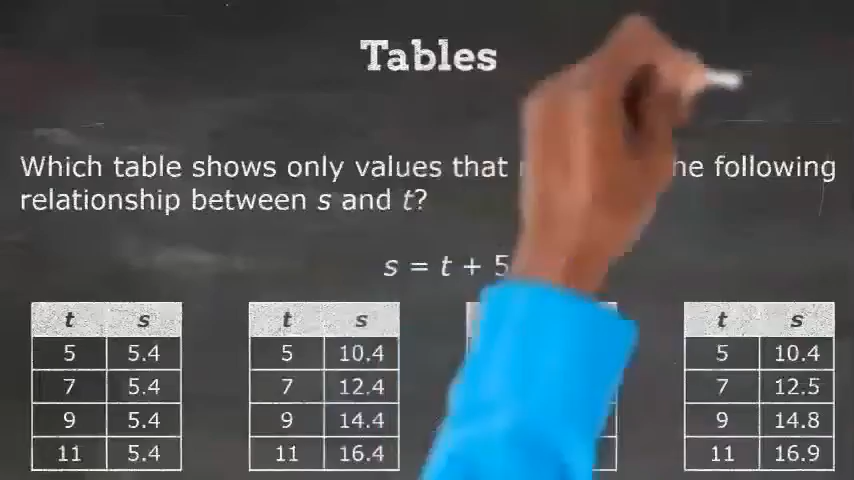 Tables
Which table shows only values that he following
relationship between s and t?
s = t + 5
t s
5 5.4
7 5.4
9 5.4
11 5.4
t s
5 10.4
7 12.4
9 14.4
11 16.4
t s
5 10.4
7 12.5
9 14.8
11 16.9